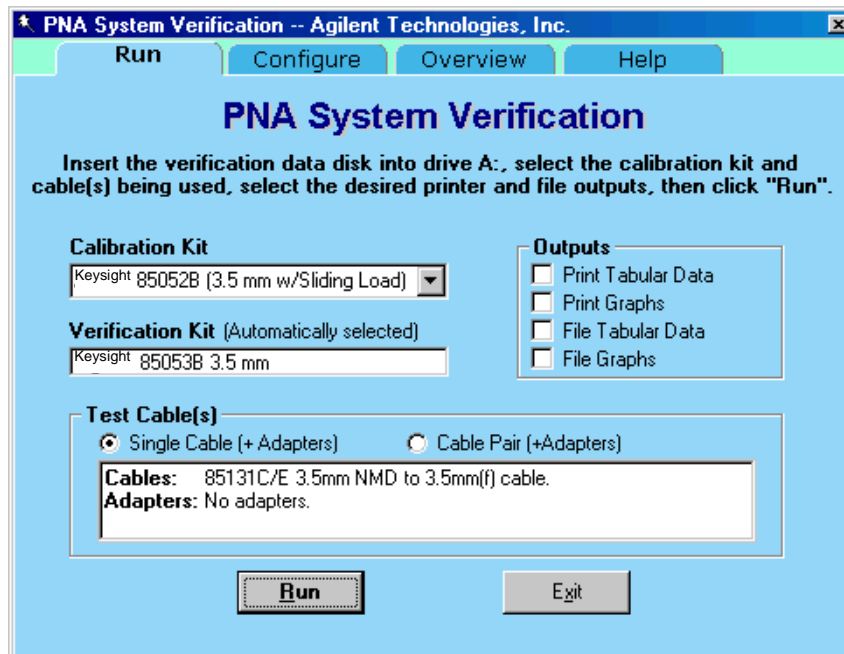 PNA System Verification -- Agilent Technologies, Inc.
Run Configure Overview Help
PNA System Verification
Insert the verification data disk into drive A:, select the calibration kit and
cable(s) being used, select the desired printer and file outputs, then click "Run".
Calibration Kit
Keysight 85052B (3.5 mm w/Sliding Load)
Verification Kit (Automatically selected)
Keysight 85053B 3.5 mm
Outputs
Print Tabular Data
Print Graphs
File Tabular Data
File Graphs
Test Cable(s)
Single Cable (+ Adapters) Cable Pair (+Adapters)
Cables: 85131C/E 3.5mm NMD to 3.5mm(f) cable.
Adapters: No adapters.
Run Exit